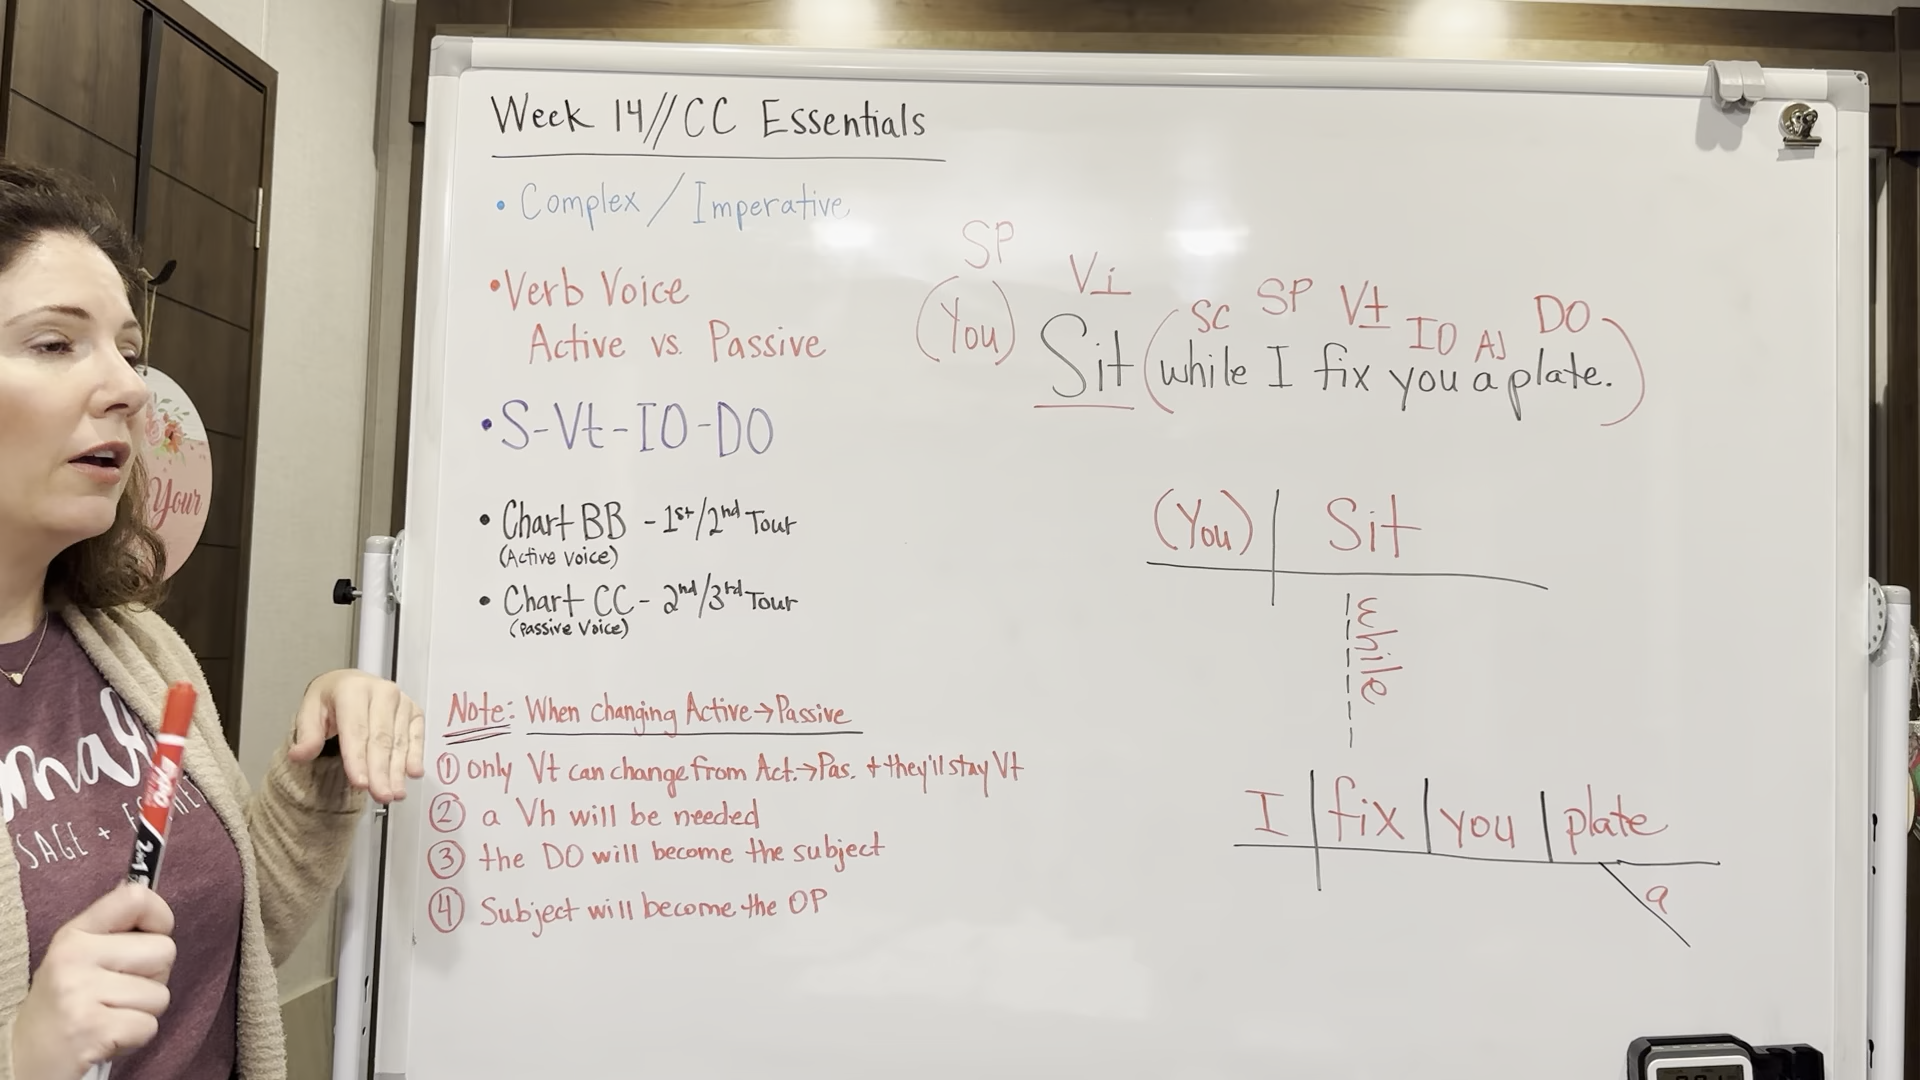 Week 14//CC Essentials
• Complex / Imperative
• Verb Voice
Active vs. Passive
• S-Vt-IO-DO
• Chart BB - 1st/2nd Tour
(Active Voice)
• Chart CC - 2nd/3rd Tour
(Passive Voice)
Note: When changing Active→Passive
① only Vt can change from Act.→Pas. + they'll stay Vt
② a Vh will be needed
③ the DO will become the subject
④ Subject will become the OP
SP Vi SC SP Vt IO AJ DO
(You) Sit (while I fix you a plate.)
(You) | Sit
while
I | fix | you | plate
a
Your
SAGE +
EXPO